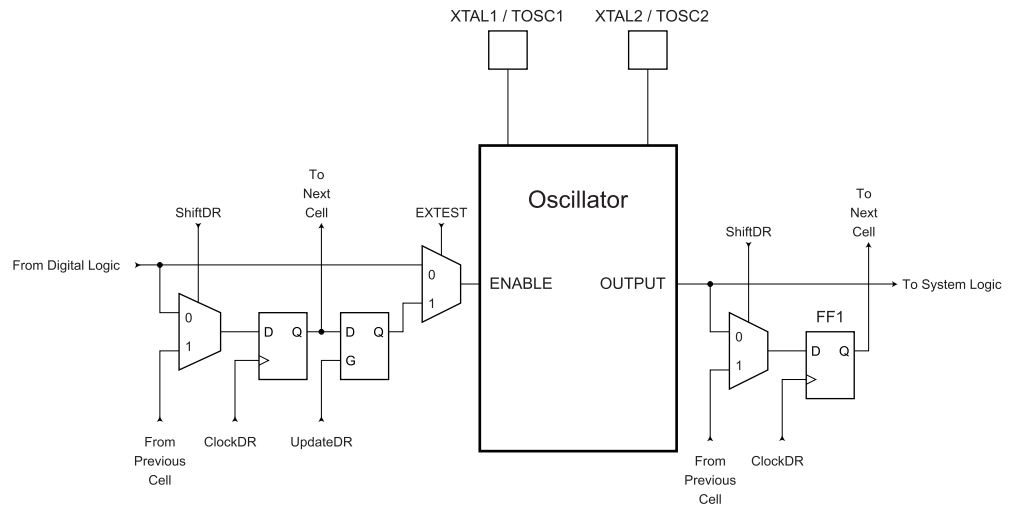 XTAL1 / TOSC1
XTAL2 / TOSC2
Oscillator
ENABLE
OUTPUT
To
Next
Cell
ShiftDR
EXTEST
From Digital Logic
0
1
D Q
D Q
G
0
1
From
Previous
Cell
ClockDR
UpdateDR
To
Next
Cell
ShiftDR
To System Logic
FF1
0
1
D Q
From
Previous
Cell
ClockDR